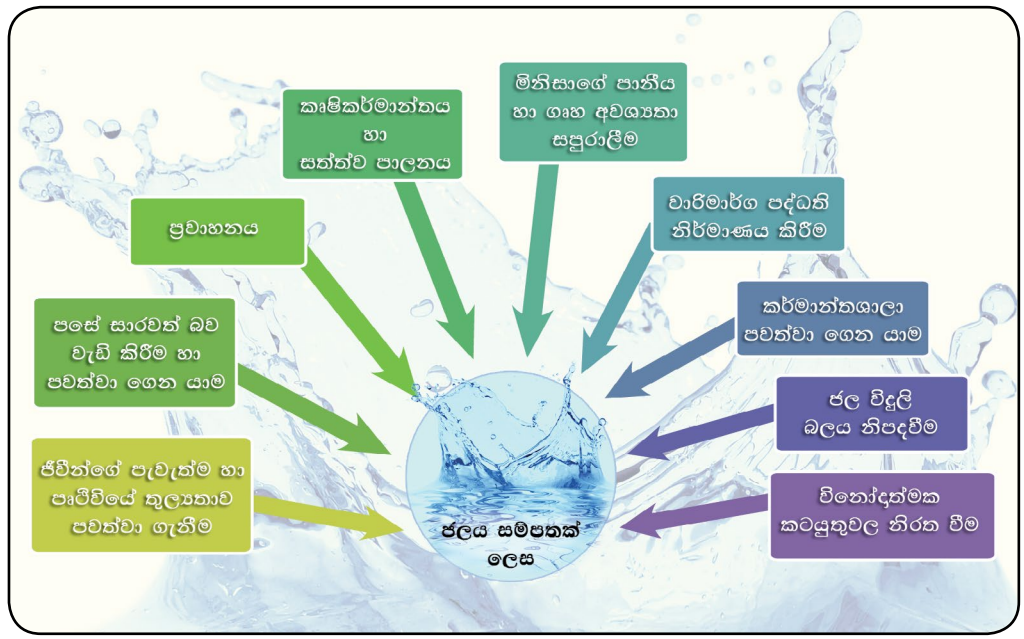 මිනිසාගේ පානීය
හා ගෘහ අවශ්‍යතා
සපුරාලීම
කෘෂිකර්මාන්තය
හා
සත්ත්ව පාලනය
වාරිමාර්ග පද්ධති
නිර්මාණය කිරීම
ප්‍රවාහනය
කර්මාන්තශාලා
පවත්වා ගෙන යාම
පසේ සාරවත් බව
වැඩි කිරීම හා
පවත්වා ගෙන යාම
ජල විදුලි
බලය නිපදවීම
ජීවීන්ගේ පැවැත්ම හා
පෘථිවියේ තුල්‍යතාව
පවත්වා ගැනීම
විනෝදාත්මක
කටයුතුවල නිරත වීම
ජලය සම්පතක්
ලෙස